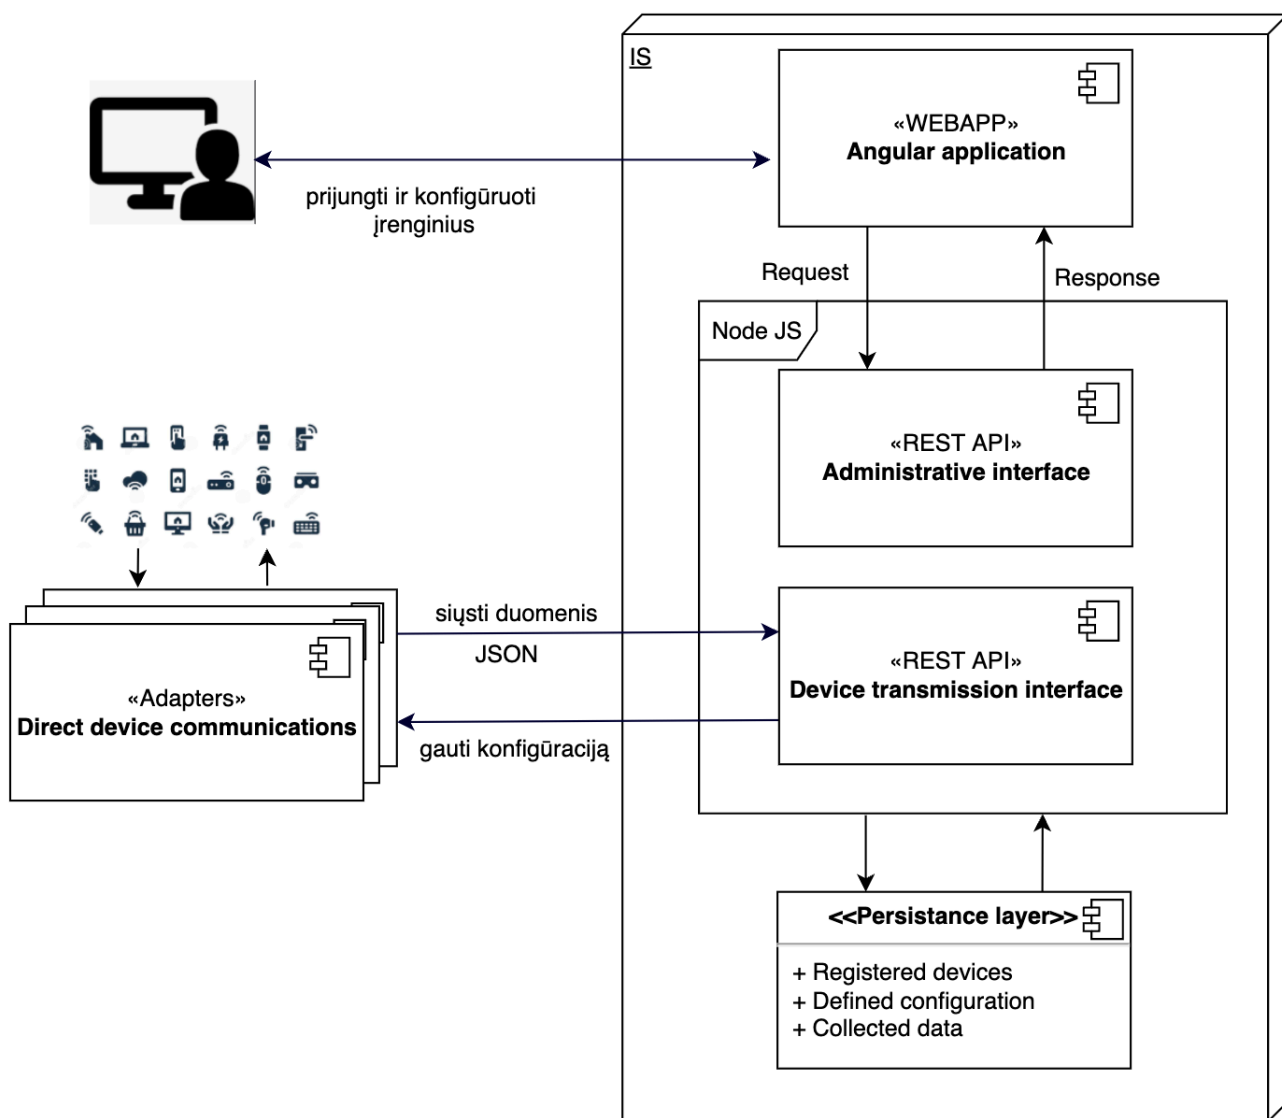 IS
«WEBAPP»
Angular application
prijungti ir konfigūruoti
įrenginius
Request
Response
Node JS
«REST API»
Administrative interface
siųsti duomenis
JSON
«REST API»
Device transmission interface
«Adapters»
Direct device communications
gauti konfigūraciją
<<Persistance layer>>
+ Registered devices
+ Defined configuration
+ Collected data